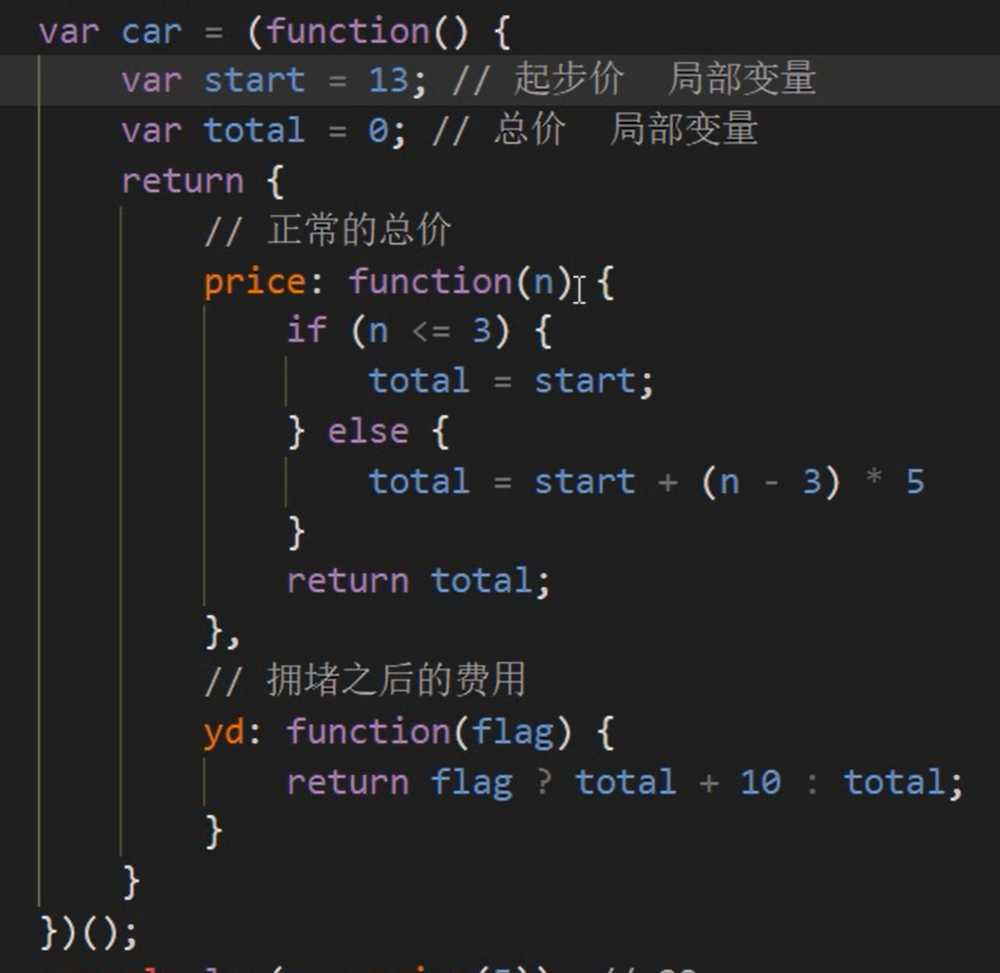 var car = (function() {
var start = 13; // 起步价 局部变量
var total = 0; // 总价 局部变量
return {
// 正常的总价
price: function(n) {
if (n <= 3) {
total = start;
} else {
total = start + (n - 3) * 5
}
return total;
},
// 拥堵之后的费用
yd: function(flag) {
return flag ? total + 10 : total;
}
}
})();